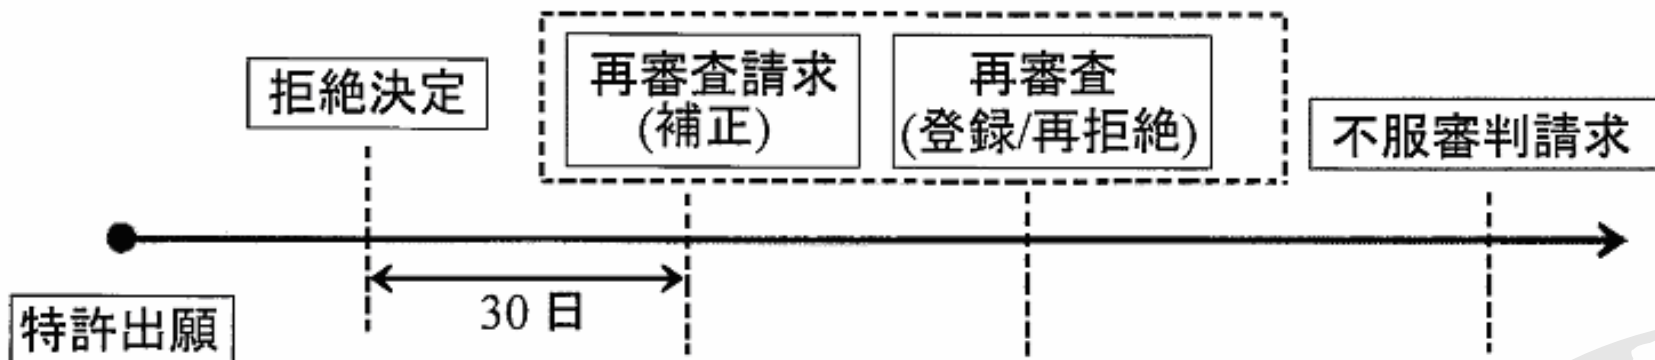 拒絶決定
再審査請求
(補正)
再審査
(登録/再拒絶)
不服審判請求
30 日
特許出願